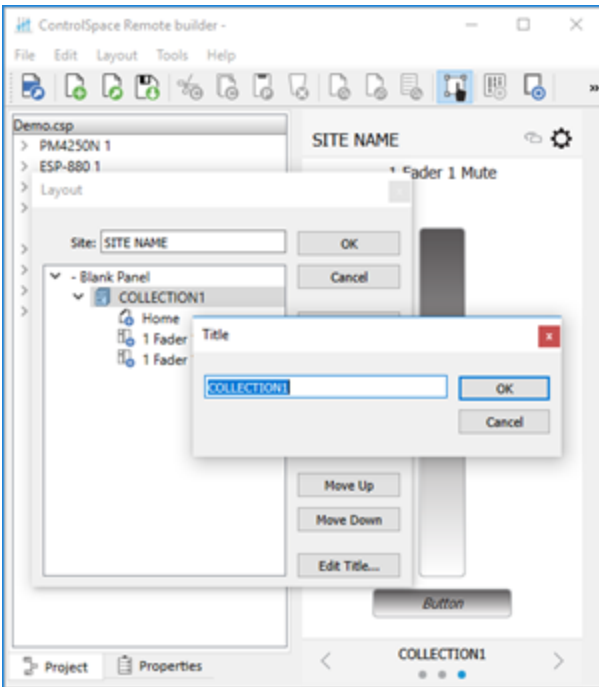 ControlSpace Remote builder -
File Edit Layout Tools Help
»
Demo.csp
PM4250N 1
ESP-880 1
SITE NAME
1 Fader 1 Mute
Layout
Site: SITE NAME
OK
- Blank Panel
Cancel
COLLECTION1
Home
1 Fader
1 Fader
Title
x
COLLECTION1
OK
Cancel
Move Up
Move Down
Edit Title...
Button
COLLECTION1
Project
Properties